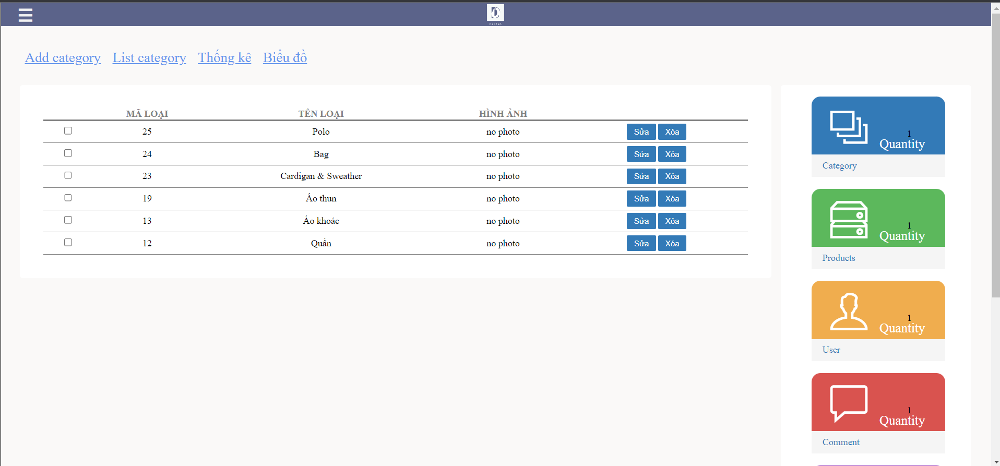 Daniel
Add category List category Thống kê Biểu đồ
MÃ LOẠI TÊN LOẠI HÌNH ẢNH
25 Polo no photo Sửa Xóa
24 Bag no photo Sửa Xóa
23 Cardigan & Sweather no photo Sửa Xóa
19 Áo thun no photo Sửa Xóa
13 Áo khoác no photo Sửa Xóa
12 Quần no photo Sửa Xóa
1
Quantity
Category
1
Quantity
Products
1
Quantity
User
1
Quantity
Comment